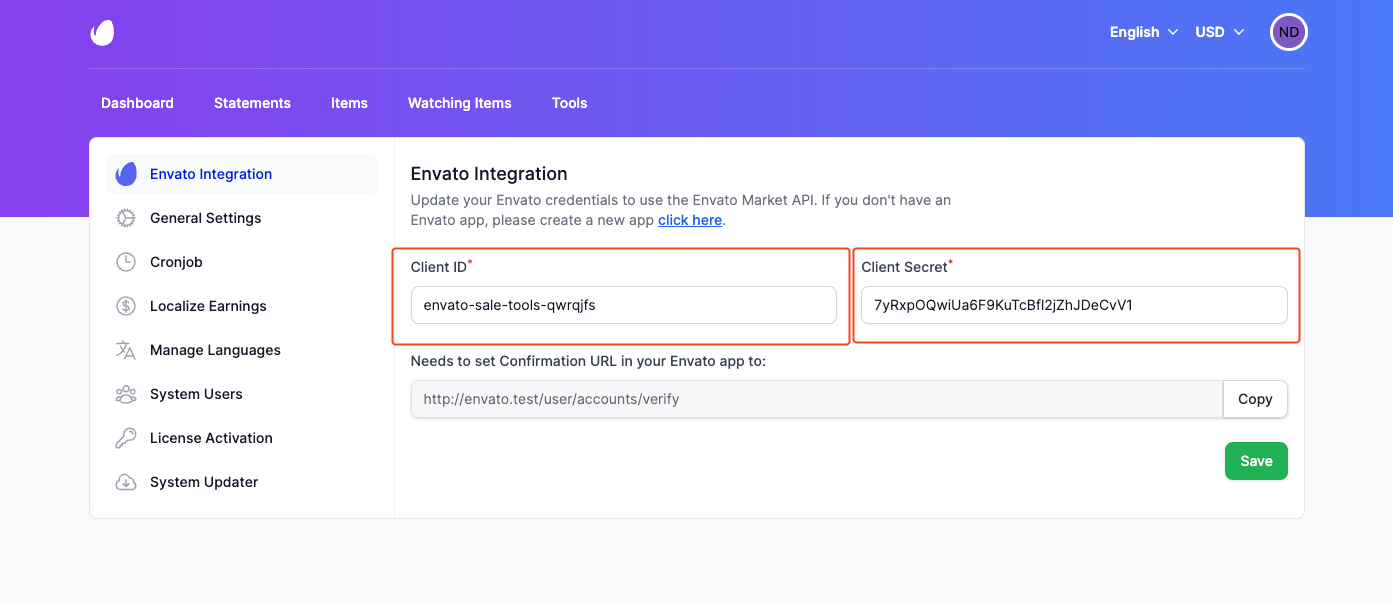 English
USD
ND
Dashboard
Statements
Items
Watching Items
Tools
Envato Integration
General Settings
Cronjob
Localize Earnings
Manage Languages
System Users
License Activation
System Updater
Envato Integration
Update your Envato credentials to use the Envato Market API. If you don't have an
Envato app, please create a new app click here.
Client ID*
envato-sale-tools-qwrqjfs
Client Secret*
7yRxpOQwiUa6F9KuTcBfI2jZhJDeCvV1
Needs to set Confirmation URL in your Envato app to:
http://envato.test/user/accounts/verify
Copy
Save